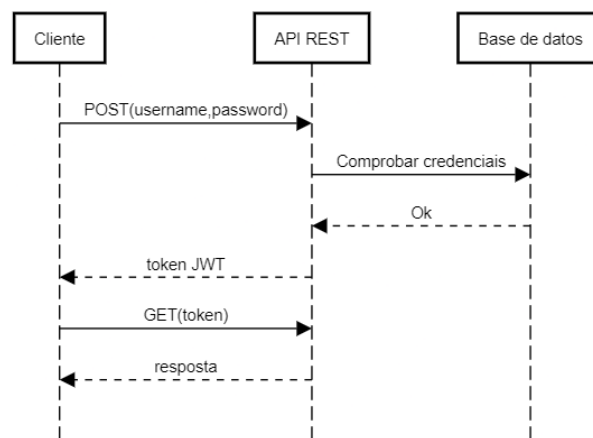 Cliente
API REST
Base de datos
POST(username,password)
Comprobar credenciais
Ok
token JWT
GET(token)
resposta